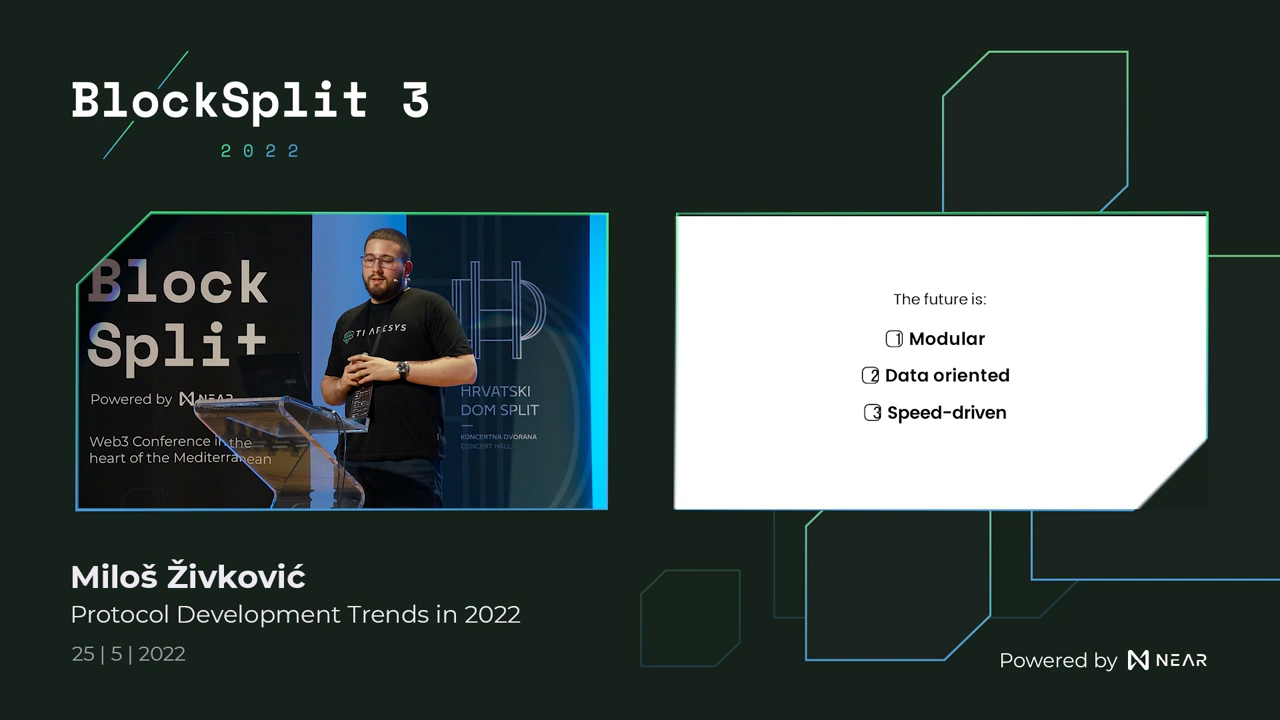 BlockSplit 3
2022
Block
Split
Powered by NEAR
Web3 Conference in the
heart of the Mediterranean
HRVATSKI
DOM SPLIT
KONCERTNA DVORANA
CONCERT HALL
The future is:
1 Modular
2 Data oriented
3 Speed-driven
Miloš Živković
Protocol Development Trends in 2022
25 | 5 | 2022
Powered by NEAR